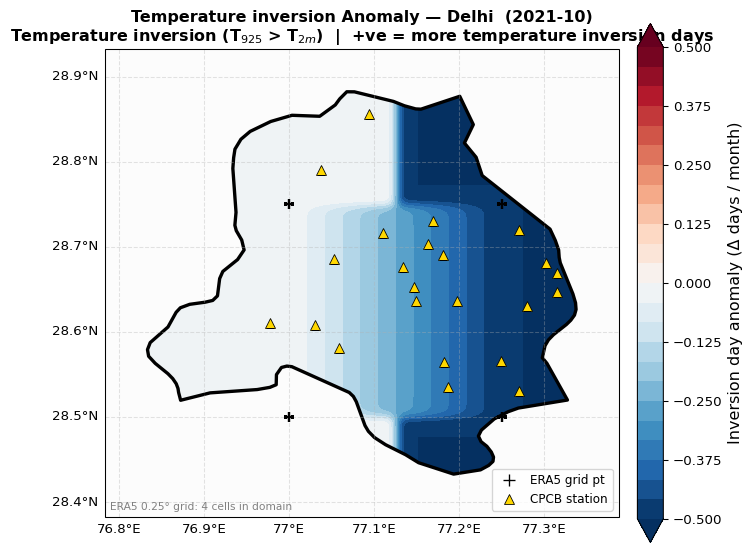 Temperature inversion Anomaly — Delhi  (2021-10)
Temperature inversion (T925 > T2m)  |  +ve = more temperature inversion days
28.9°N
28.8°N
28.7°N
28.6°N
28.5°N
28.4°N
76.8°E 76.9°E 77°E 77.1°E 77.2°E 77.3°E
ERA5 0.25° grid: 4 cells in domain
ERA5 grid pt
CPCB station
0.500
0.375
0.250
0.125
0.000
−0.125
−0.250
−0.375
−0.500
Inversion day anomaly (Δ days / month)